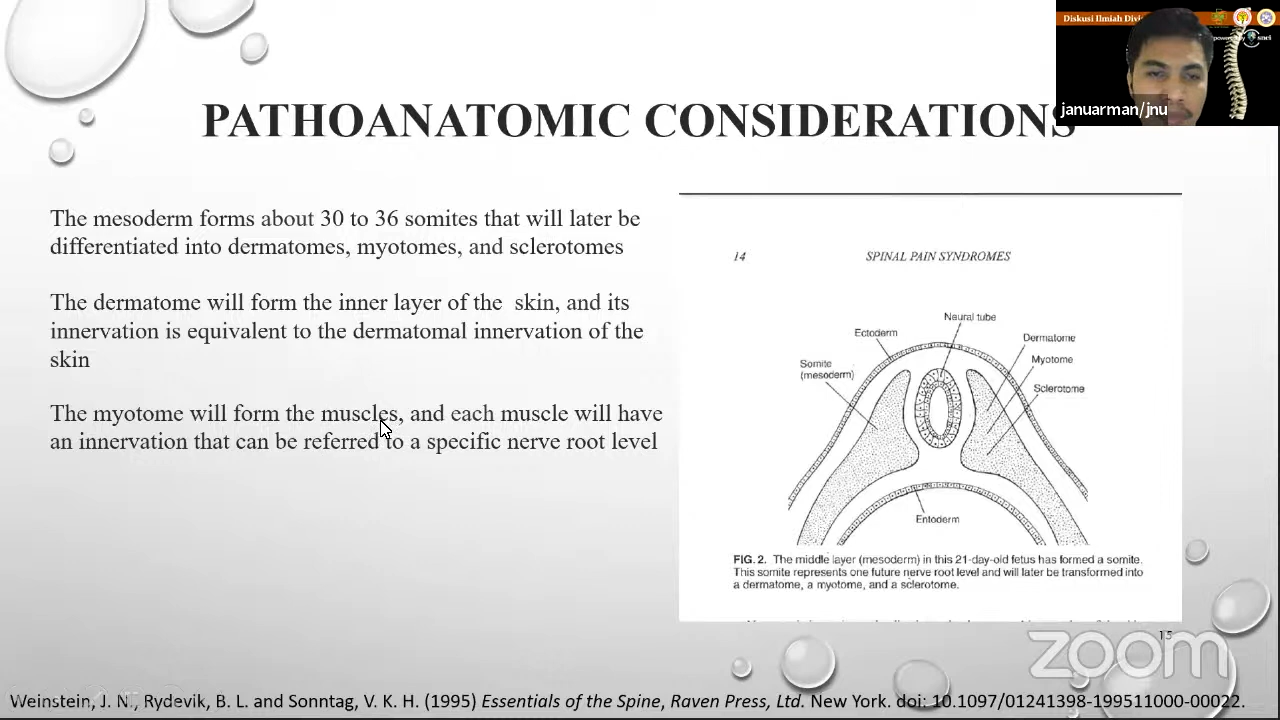 Diskusi Ilmiah
januarman/jnu
PATHOANATOMIC CONSIDERATIONS
The mesoderm forms about 30 to 36 somites that will later be
differentiated into dermatomes, myotomes, and sclerotomes
The dermatome will form the inner layer of the skin, and its
innervation is equivalent to the dermatomal innervation of the
skin
The myotome will form the muscles, and each muscle will have
an innervation that can be referred to a specific nerve root level
14 SPINAL PAIN SYNDROMES
Neural tube
Ectoderm
Dermatome
Myotome
Somite
(mesoderm)
Sclerotome
Entoderm
FIG. 2. The middle layer (mesoderm) in this 21-day-old fetus has formed a somite.
This somite represents one future nerve root level and will later be transformed into
a dermatome, a myotome, and a sclerotome.
15
zoom
Weinstein, J. N., Rydevik, B. L. and Sonntag, V. K. H. (1995) Essentials of the Spine, Raven Press, Ltd. New York. doi: 10.1097/01241398-199511000-00022.